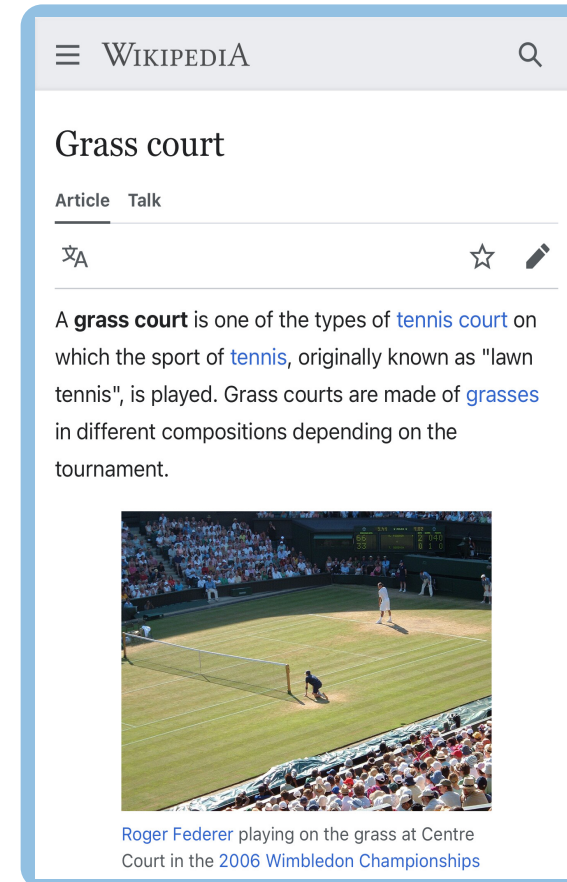 WIKIPEDIA
Grass court
Article Talk
A grass court is one of the types of tennis court on
which the sport of tennis, originally known as "lawn
tennis", is played. Grass courts are made of grasses
in different compositions depending on the
tournament.
Roger Federer playing on the grass at Centre
Court in the 2006 Wimbledon Championships